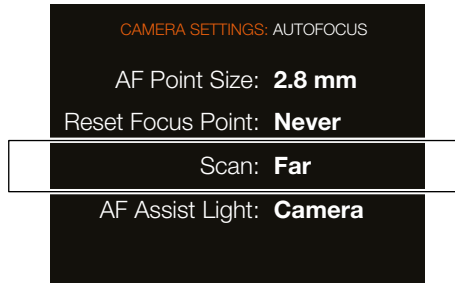 CAMERA SETTINGS: AUTOFOCUS
AF Point Size: 2.8 mm
Reset Focus Point: Never
Scan: Far
AF Assist Light: Camera